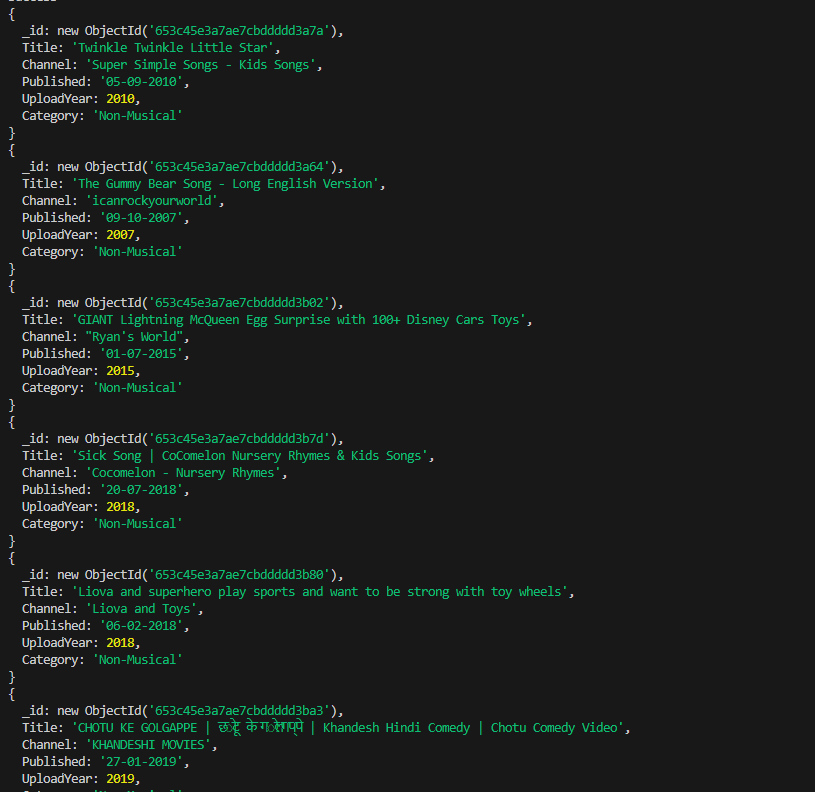 {
  _id: new ObjectId('653c45e3a7ae7cbddddd3a7a'),
  Title: 'Twinkle Twinkle Little Star',
  Channel: 'Super Simple Songs - Kids Songs',
  Published: '05-09-2010',
  UploadYear: 2010,
  Category: 'Non-Musical'
}
{
  _id: new ObjectId('653c45e3a7ae7cbddddd3a64'),
  Title: 'The Gummy Bear Song - Long English Version',
  Channel: 'icanrockyourworld',
  Published: '09-10-2007',
  UploadYear: 2007,
  Category: 'Non-Musical'
}
{
  _id: new ObjectId('653c45e3a7ae7cbddddd3b02'),
  Title: 'GIANT Lightning McQueen Egg Surprise with 100+ Disney Cars Toys',
  Channel: "Ryan's World",
  Published: '01-07-2015',
  UploadYear: 2015,
  Category: 'Non-Musical'
}
{
  _id: new ObjectId('653c45e3a7ae7cbddddd3b7d'),
  Title: 'Sick Song | CoComelon Nursery Rhymes & Kids Songs',
  Channel: 'Cocomelon - Nursery Rhymes',
  Published: '20-07-2018',
  UploadYear: 2018,
  Category: 'Non-Musical'
}
{
  _id: new ObjectId('653c45e3a7ae7cbddddd3b80'),
  Title: 'Liova and superhero play sports and want to be strong with toy wheels',
  Channel: 'Liova and Toys',
  Published: '06-02-2018',
  UploadYear: 2018,
  Category: 'Non-Musical'
}
{
  _id: new ObjectId('653c45e3a7ae7cbddddd3ba3'),
  Title: 'CHOTU KE GOLGAPPE | छोटू के गोलगप्पे | Khandesh Hindi Comedy | Chotu Comedy Video',
  Channel: 'KHANDESHI MOVIES',
  Published: '27-01-2019',
  UploadYear: 2019,